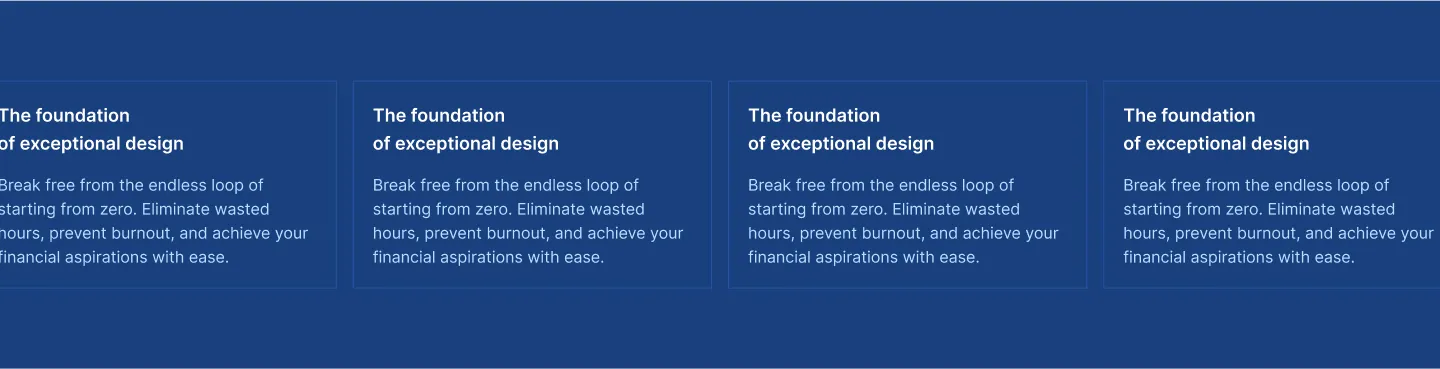 The foundation
of exceptional design
Break free from the endless loop of
starting from zero. Eliminate wasted
hours, prevent burnout, and achieve your
financial aspirations with ease.
The foundation
of exceptional design
Break free from the endless loop of
starting from zero. Eliminate wasted
hours, prevent burnout, and achieve your
financial aspirations with ease.
The foundation
of exceptional design
Break free from the endless loop of
starting from zero. Eliminate wasted
hours, prevent burnout, and achieve your
financial aspirations with ease.
The foundation
of exceptional design
Break free from the endless loop of
starting from zero. Eliminate wasted
hours, prevent burnout, and achieve your
financial aspirations with ease.